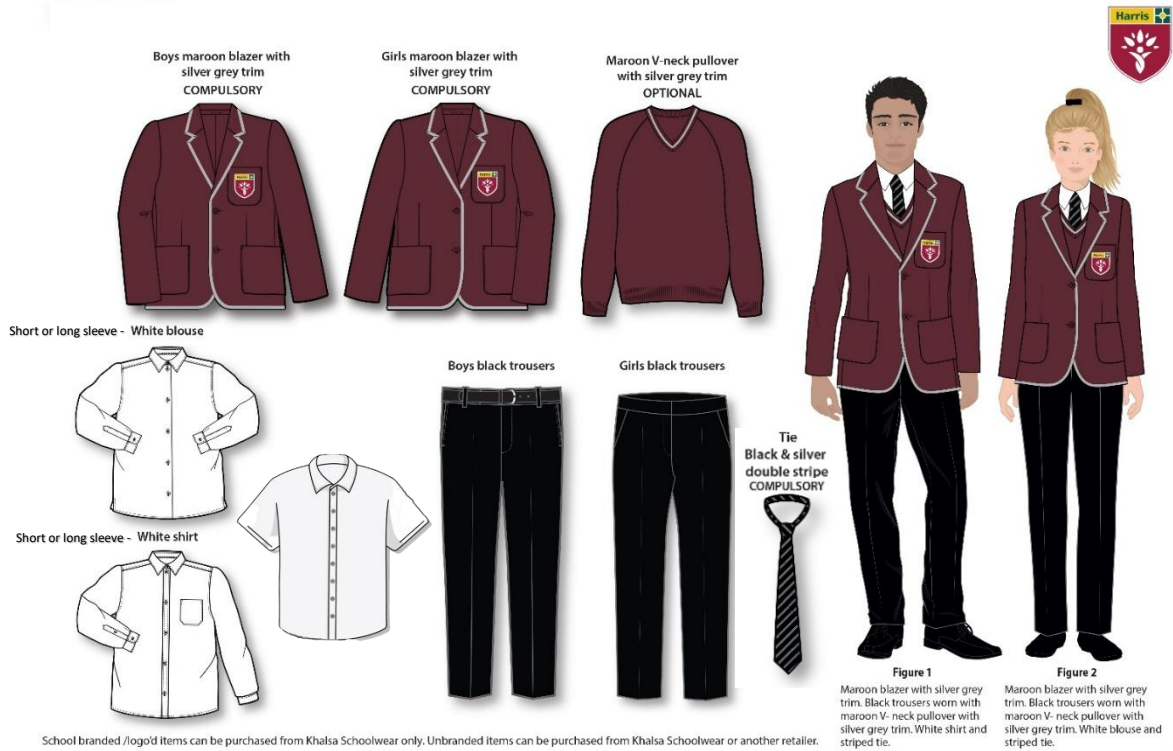 Harris
Boys maroon blazer with
silver grey trim
COMPULSORY
Girls maroon blazer with
silver grey trim
COMPULSORY
Maroon V-neck pullover
with silver grey trim
OPTIONAL
Harris
Harris
Harris
Harris
Short or long sleeve - White blouse
Boys black trousers
Girls black trousers
Tie
Black & silver
double stripe
COMPULSORY
Short or long sleeve - White shirt
Figure 1
Maroon blazer with silver grey
trim. Black trousers worn with
maroon V- neck pullover with
silver grey trim. White shirt and
striped tie.
Figure 2
Maroon blazer with silver grey
trim. Black trousers worn with
maroon V- neck pullover with
silver grey trim. White blouse and
striped tie.
School branded /logo'd items can be purchased from Khalsa Schoolwear only. Unbranded items can be purchased from Khalsa Schoolwear or another retailer.